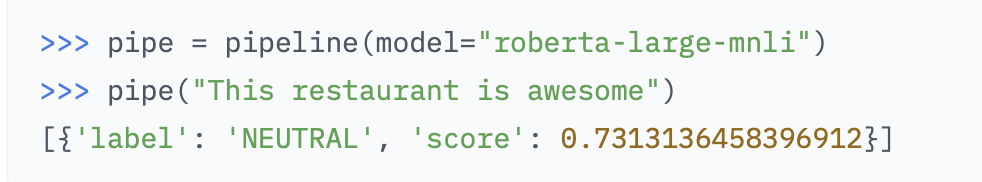 >>> pipe = pipeline(model="roberta-large-mnli")
>>> pipe("This restaurant is awesome")
[{'label': 'NEUTRAL', 'score': 0.7313136458396912}]